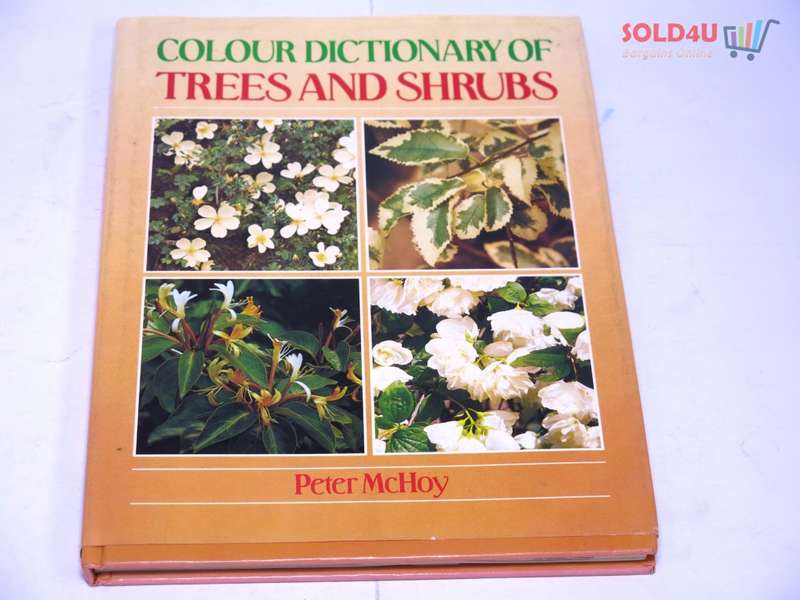 SOLD4U
Bargains Online
COLOUR DICTIONARY OF
TREES AND SHRUBS
Peter McHoy